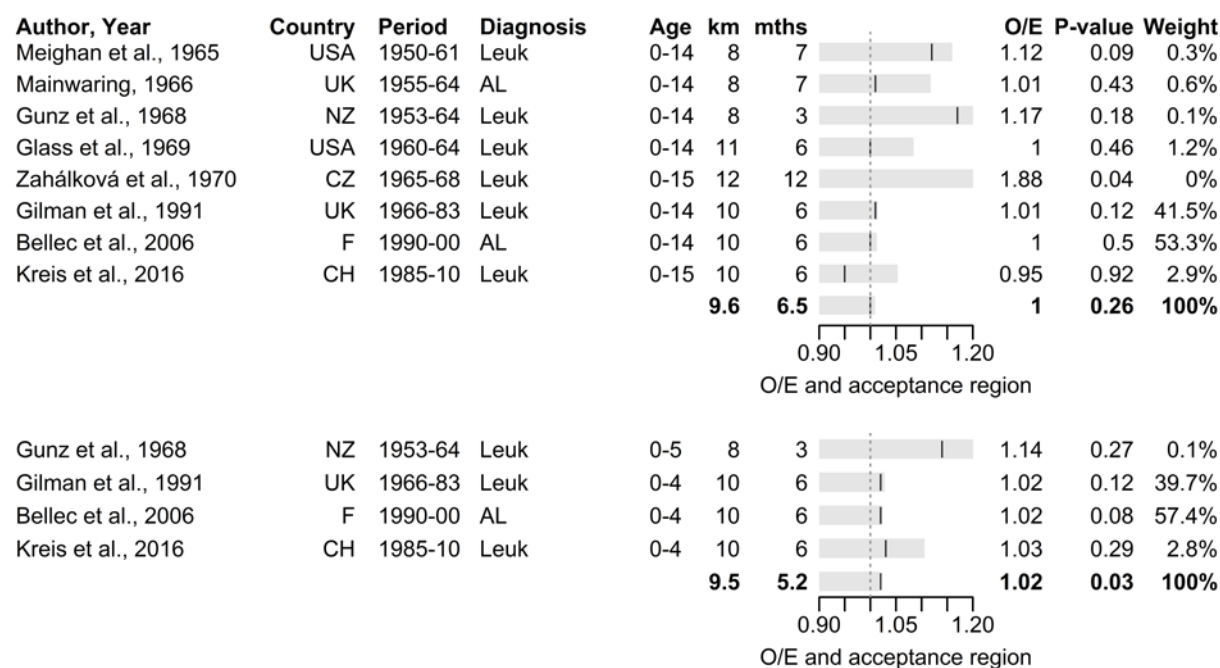 Author, Year Country Period Diagnosis Age km mths O/E P-value Weight
Meighan et al., 1965 USA 1950-61 Leuk 0-14 8 7 1.12 0.09 0.3%
Mainwaring, 1966 UK 1955-64 AL 0-14 8 7 1.01 0.43 0.6%
Gunz et al., 1968 NZ 1953-64 Leuk 0-14 8 3 1.17 0.18 0.1%
Glass et al., 1969 USA 1960-64 Leuk 0-14 11 6 1 0.46 1.2%
Zahálková et al., 1970 CZ 1965-68 Leuk 0-15 12 12 1.88 0.04 0%
Gilman et al., 1991 UK 1966-83 Leuk 0-14 10 6 1.01 0.12 41.5%
Bellec et al., 2006 F 1990-00 AL 0-14 10 6 1 0.5 53.3%
Kreis et al., 2016 CH 1985-10 Leuk 0-15 10 6 0.95 0.92 2.9%
9.6 6.5 1 0.26 100%
0.90 1.05 1.20
O/E and acceptance region
Gunz et al., 1968 NZ 1953-64 Leuk 0-5 8 3 1.14 0.27 0.1%
Gilman et al., 1991 UK 1966-83 Leuk 0-4 10 6 1.02 0.12 39.7%
Bellec et al., 2006 F 1990-00 AL 0-4 10 6 1.02 0.08 57.4%
Kreis et al., 2016 CH 1985-10 Leuk 0-4 10 6 1.03 0.29 2.8%
9.5 5.2 1.02 0.03 100%
0.90 1.05 1.20
O/E and acceptance region